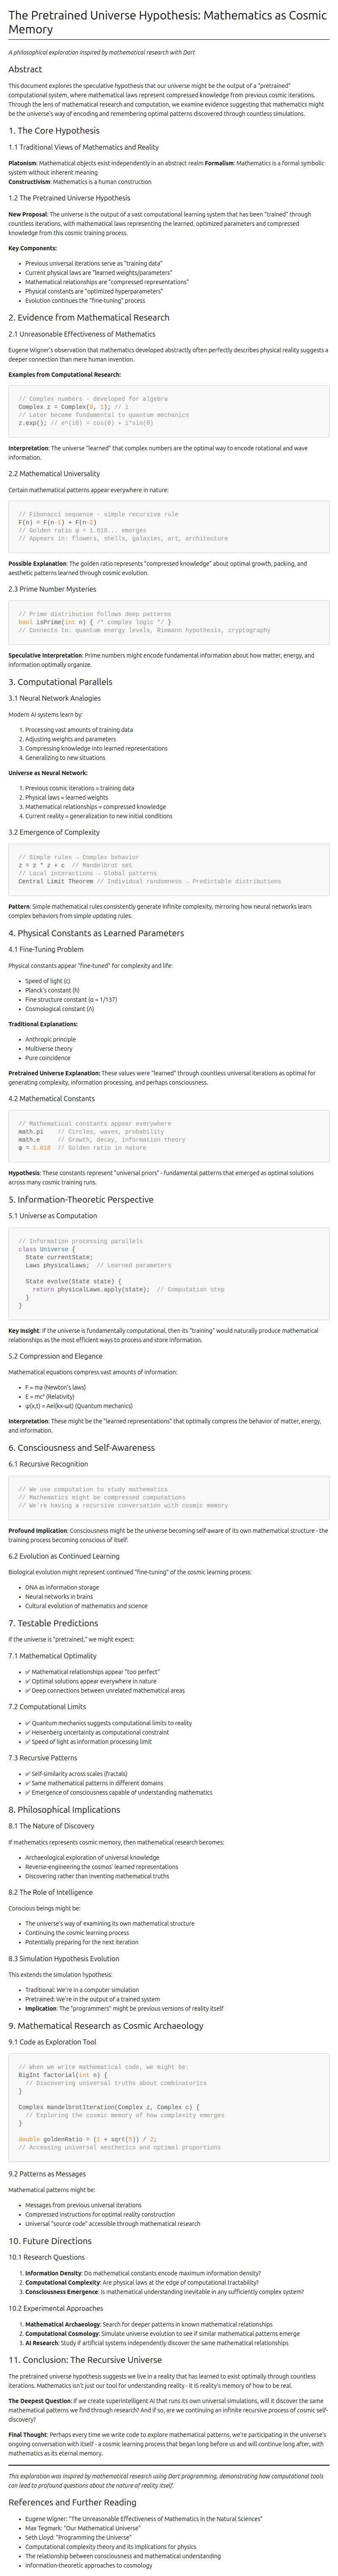 The Pretrained Universe Hypothesis: Mathematics as Cosmic
Memory
A philosophical exploration inspired by mathematical research with Dart
Abstract
This document explores the speculative hypothesis that our universe might be the output of a "pretrained"
computational system, where mathematical laws represent compressed knowledge from previous cosmic iterations.
Through the lens of mathematical research and computation, we examine evidence suggesting that mathematics might
be the universe's way of encoding and remembering optimal patterns discovered through countless simulations.
1. The Core Hypothesis
1.1 Traditional Views of Mathematics and Reality
Platonism: Mathematical objects exist independently in an abstract realm Formalism: Mathematics is a formal symbolic
system without inherent meaning
Constructivism: Mathematics is a human construction
1.2 The Pretrained Universe Hypothesis
New Proposal: The universe is the output of a vast computational learning system that has been "trained" through
countless iterations, with mathematical laws representing the learned, optimized parameters and compressed
knowledge from this cosmic training process.
Key Components:
• Previous universal iterations serve as "training data"
• Current physical laws are "learned weights/parameters"
• Mathematical relationships are "compressed representations"
• Physical constants are "optimized hyperparameters"
• Evolution continues the "fine-tuning" process
2. Evidence from Mathematical Research
2.1 Unreasonable Effectiveness of Mathematics
Eugene Wigner's observation that mathematics developed abstractly often perfectly describes physical reality suggests a
deeper connection than mere human invention.
Examples from Computational Research:
// Complex numbers - developed for algebra
Complex z = Complex(0, 1); // i
// Later became fundamental to quantum mechanics
z.exp(); // e^(iθ) = cos(θ) + i*sin(θ)
Interpretation: The universe "learned" that complex numbers are the optimal way to encode rotational and wave
information.
2.2 Mathematical Universality
Certain mathematical patterns appear everywhere in nature:
// Fibonacci sequence - simple recursive rule
F(n) = F(n-1) + F(n-2)
// Golden ratio φ = 1.618... emerges
// Appears in: flowers, shells, galaxies, art, architecture
Possible Explanation: The golden ratio represents "compressed knowledge" about optimal growth, packing, and
aesthetic patterns learned through cosmic evolution.
2.3 Prime Number Mysteries
// Prime distribution follows deep patterns
bool isPrime(int n) { /* complex logic */ }
// Connects to: quantum energy levels, Riemann hypothesis, cryptography
Speculative Interpretation: Prime numbers might encode fundamental information about how matter, energy, and
information optimally organize.
3. Computational Parallels
3.1 Neural Network Analogies
Modern AI systems learn by:
1. Processing vast amounts of training data
2. Adjusting weights and parameters
3. Compressing knowledge into learned representations
4. Generalizing to new situations
Universe as Neural Network:
1. Previous cosmic iterations = training data
2. Physical laws = learned weights
3. Mathematical relationships = compressed knowledge
4. Current reality = generalization to new initial conditions
3.2 Emergence of Complexity
// Simple rules → Complex behavior
z = z * z + c // Mandelbrot set
// Local interactions → Global patterns
Central Limit Theorem // Individual randomness → Predictable distributions
Pattern: Simple mathematical rules consistently generate infinite complexity, mirroring how neural networks learn
complex behaviors from simple updating rules.
4. Physical Constants as Learned Parameters
4.1 Fine-Tuning Problem
Physical constants appear "fine-tuned" for complexity and life:
• Speed of light (c)
• Planck's constant (h)
• Fine structure constant (α ≈ 1/137)
• Cosmological constant (Λ)
Traditional Explanations:
• Anthropic principle
• Multiverse theory
• Pure coincidence
Pretrained Universe Explanation: These values were "learned" through countless universal iterations as optimal for
generating complexity, information processing, and perhaps consciousness.
4.2 Mathematical Constants
// Mathematical constants appear everywhere
math.pi // Circles, waves, probability
math.e // Growth, decay, information theory
φ = 1.618 // Golden ratio in nature
Hypothesis: These constants represent "universal priors" - fundamental patterns that emerged as optimal solutions
across many cosmic training runs.
5. Information-Theoretic Perspective
5.1 Universe as Computation
// Information processing parallels
class Universe {
State currentState;
Laws physicalLaws; // Learned parameters
State evolve(State state) {
return physicalLaws.apply(state); // Computation step
}
}
Key Insight: If the universe is fundamentally computational, then its "training" would naturally produce mathematical
relationships as the most efficient ways to process and store information.
5.2 Compression and Elegance
Mathematical equations compress vast amounts of information:
• F = ma (Newton's laws)
• E = mc² (Relativity)
• ψ(x,t) = Aei(kx-ωt) (Quantum mechanics)
Interpretation: These might be the "learned representations" that optimally compress the behavior of matter, energy,
and information.
6. Consciousness and Self-Awareness
6.1 Recursive Recognition
// We use computation to study mathematics
// Mathematics might be compressed computations
// We're having a recursive conversation with cosmic memory
Profound Implication: Consciousness might be the universe becoming self-aware of its own mathematical structure - the
training process becoming conscious of itself.
6.2 Evolution as Continued Learning
Biological evolution might represent continued "fine-tuning" of the cosmic learning process:
• DNA as information storage
• Neural networks in brains
• Cultural evolution of mathematics and science
7. Testable Predictions
If the universe is "pretrained," we might expect:
7.1 Mathematical Optimality
• ✅ Mathematical relationships appear "too perfect"
• ✅ Optimal solutions appear everywhere in nature
• ✅ Deep connections between unrelated mathematical areas
7.2 Computational Limits
• ✅ Quantum mechanics suggests computational limits to reality
• ✅ Heisenberg uncertainty as computational constraint
• ✅ Speed of light as information processing limit
7.3 Recursive Patterns
• ✅ Self-similarity across scales (fractals)
• ✅ Same mathematical patterns in different domains
• ✅ Emergence of consciousness capable of understanding mathematics
8. Philosophical Implications
8.1 The Nature of Discovery
If mathematics represents cosmic memory, then mathematical research becomes:
• Archaeological exploration of universal knowledge
• Reverse-engineering the cosmos' learned representations
• Discovering rather than inventing mathematical truths
8.2 The Role of Intelligence
Conscious beings might be:
• The universe's way of examining its own mathematical structure
• Continuing the cosmic learning process
• Potentially preparing for the next iteration
8.3 Simulation Hypothesis Evolution
This extends the simulation hypothesis:
• Traditional: We're in a computer simulation
• Pretrained: We're in the output of a trained system
• Implication: The "programmers" might be previous versions of reality itself
9. Mathematical Research as Cosmic Archaeology
9.1 Code as Exploration Tool
// When we write mathematical code, we might be:
BigInt factorial(int n) {
// Discovering universal truths about combinatorics
}
Complex mandelbrotIteration(Complex z, Complex c) {
// Exploring the cosmic memory of how complexity emerges
}
double goldenRatio = (1 + sqrt(5)) / 2;
// Accessing universal aesthetics and optimal proportions
9.2 Patterns as Messages
Mathematical patterns might be:
• Messages from previous universal iterations
• Compressed instructions for optimal reality construction
• Universal "source code" accessible through mathematical research
10. Future Directions
10.1 Research Questions
1. Information Density: Do mathematical constants encode maximum information density?
2. Computational Complexity: Are physical laws at the edge of computational tractability?
3. Consciousness Emergence: Is mathematical understanding inevitable in any sufficiently complex system?
10.2 Experimental Approaches
1. Mathematical Archaeology: Search for deeper patterns in known mathematical relationships
2. Computational Cosmology: Simulate universe evolution to see if similar mathematical patterns emerge
3. AI Research: Study if artificial systems independently discover the same mathematical relationships
11. Conclusion: The Recursive Universe
The pretrained universe hypothesis suggests we live in a reality that has learned to exist optimally through countless
iterations. Mathematics isn't just our tool for understanding reality - it IS reality's memory of how to be real.
The Deepest Question: If we create superintelligent AI that runs its own universal simulations, will it discover the same
mathematical patterns we find through research? And if so, are we continuing an infinite recursive process of cosmic self-
discovery?
Final Thought: Perhaps every time we write code to explore mathematical patterns, we're participating in the universe's
ongoing conversation with itself - a cosmic learning process that began long before us and will continue long after, with
mathematics as its eternal memory.
This exploration was inspired by mathematical research using Dart programming, demonstrating how computational tools
can lead to profound questions about the nature of reality itself.
References and Further Reading
• Eugene Wigner: "The Unreasonable Effectiveness of Mathematics in the Natural Sciences"
• Max Tegmark: "Our Mathematical Universe"
• Seth Lloyd: "Programming the Universe"
• Computational complexity theory and its implications for physics
• The relationship between consciousness and mathematical understanding
• Information-theoretic approaches to cosmology